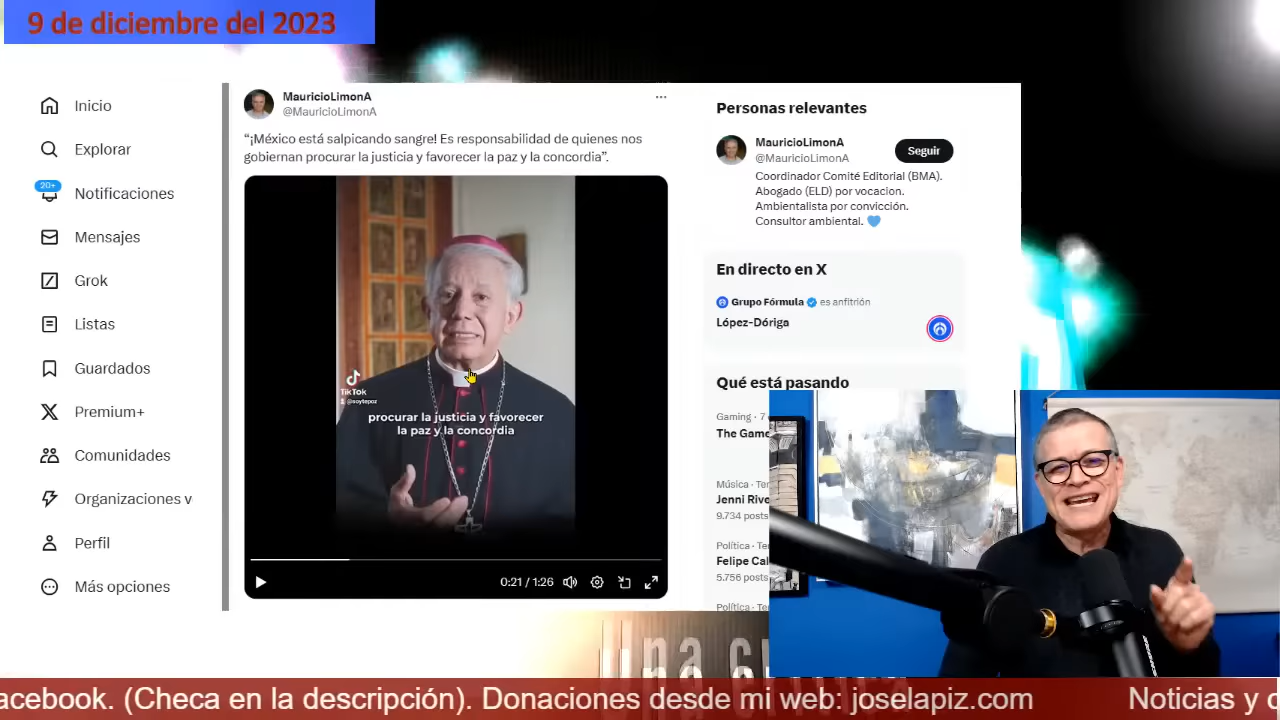 9 de diciembre del 2023
Inicio
Explorar
20+
Notificaciones
Mensajes
Grok
Listas
Guardados
Premium+
Comunidades
Organizaciones v
Perfil
Más opciones
MauricioLimonA
@MauricioLimonA
“¡México está salpicando sangre! Es responsabilidad de quienes nos
gobiernan procurar la justicia y favorecer la paz y la concordia”.
TikTok
@soytepoz
procurar la justicia y favorecer
la paz y la concordia
0:21 / 1:26
Personas relevantes
MauricioLimonA
@MauricioLimonA
Seguir
Coordinador Comité Editorial (BMA).
Abogado (ELD) por vocacion.
Ambientalista por convicción.
Consultor ambiental.
En directo en X
Grupo Fórmula es anfitrión
López-Dóriga
Qué está pasando
Gaming · 7
The Game
Música · Ter
Jenni Rive
9.734 posts
Política · Te
Felipe Cal
5.756 posts
Política · Te
una
acebook. (Checa en la descripción). Donaciones desde mi web: joselapiz.com
Noticias y